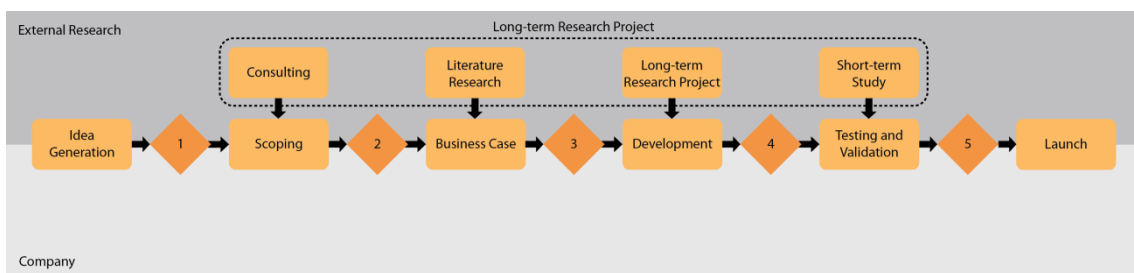 External Research
Long-term Research Project
Consulting
Literature
Research
Long-term
Research Project
Short-term
Study
Idea
Generation
1
Scoping
2
Business Case
3
Development
4
Testing and
Validation
5
Launch
Company